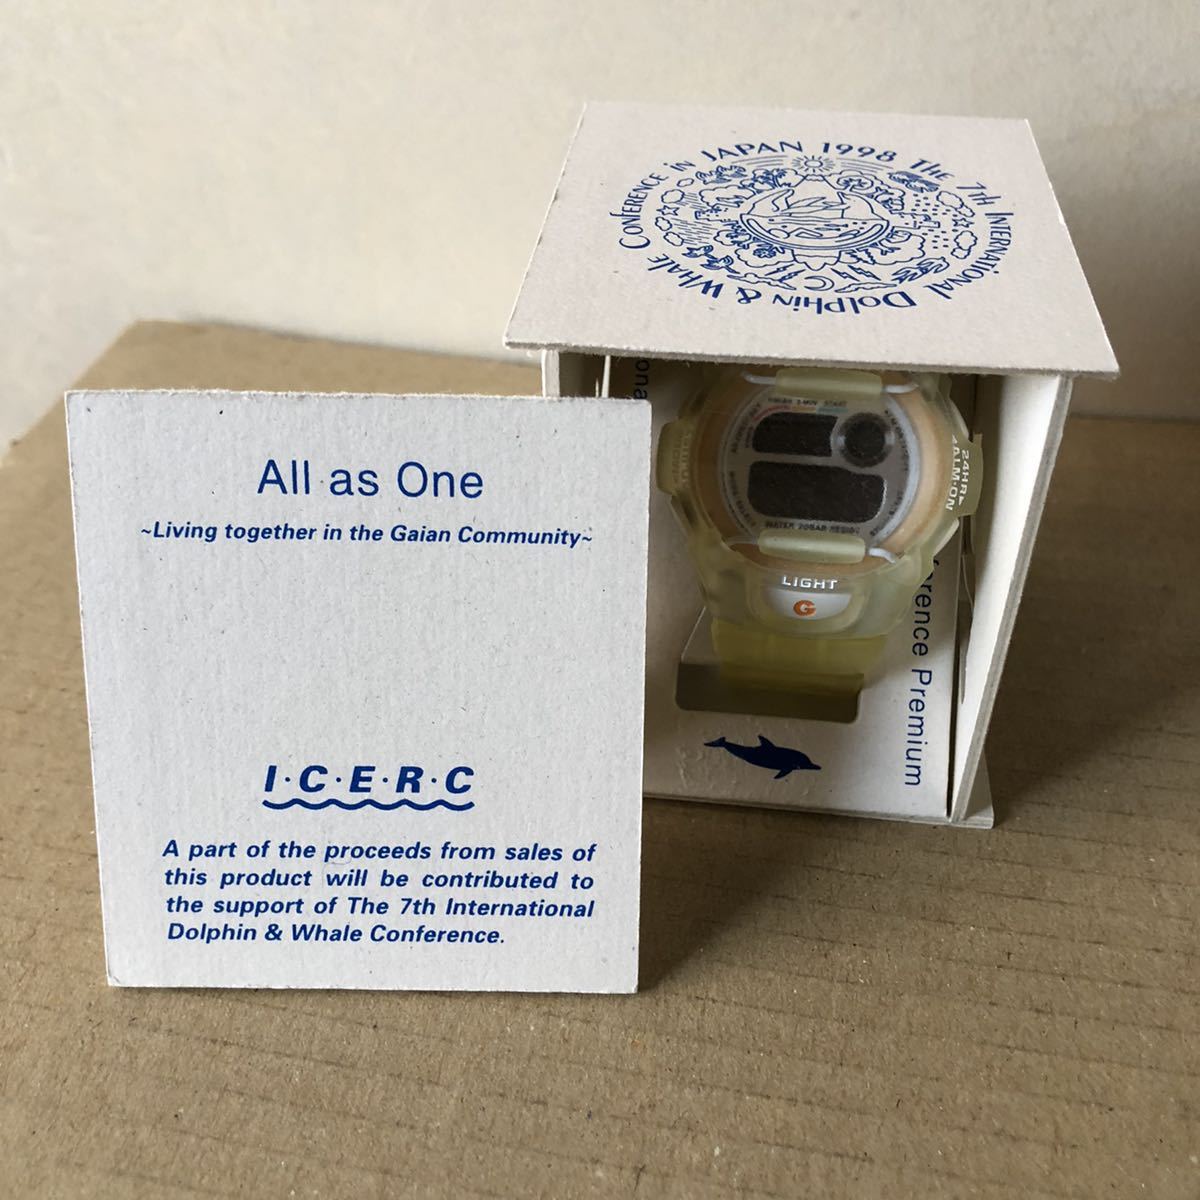 Conference in JAPAN 1998 The 7th International Dolphin & Whale
All as One
~Living together in the Gaian Community~
I·C·E·R·C
A part of the proceeds from sales of
this product will be contributed to
the support of The 7th International
Dolphin & Whale Conference.
24HR
ALM·ON
WATER 20BAR RESIST
LIGHT
G
ona
ference Premium